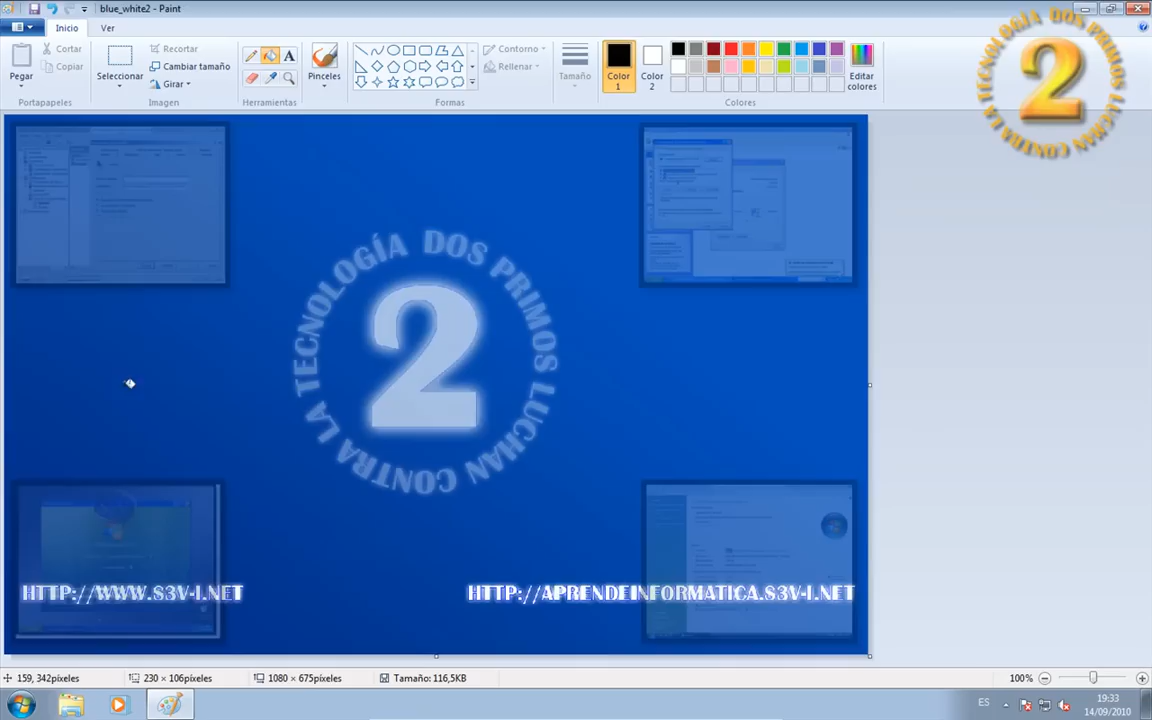 blue_white2 - Paint
Inicio
Ver
Pegar
Cortar
Copiar
Portapapeles
Seleccionar
Recortar
Cambiar tamaño
Girar
Imagen
A
Herramientas
Pinceles
Contorno
Rellenar
Formas
Tamaño
Color 1
Color 2
Editar colores
Colores
LA TECNOLOGÍA DOS PRIMOS LUCHAN CONTRA
2
LA TECNOLOGÍA DOS PRIMOS LUCHAN CONTRA
2
HTTP://WWW.S3V-I.NET
HTTP://APRENDEINFORMATICA.S3V-I.NET
159, 342píxeles
230 × 106píxeles
1080 × 675píxeles
Tamaño: 116,5KB
100%
ES
19:33
14/09/2010